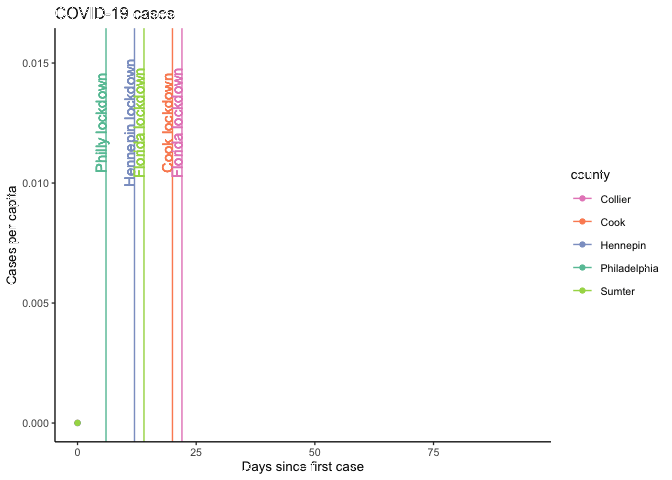 COVID-19 cases
0.015
0.010
0.005
0.000
Cases per capita
Philly lockdown
Hennepin lockdown
Florida lockdown
Cook lockdown
Florida lockdown
0
25
50
75
Days since first case
county
Collier
Cook
Hennepin
Philadelphia
Sumter